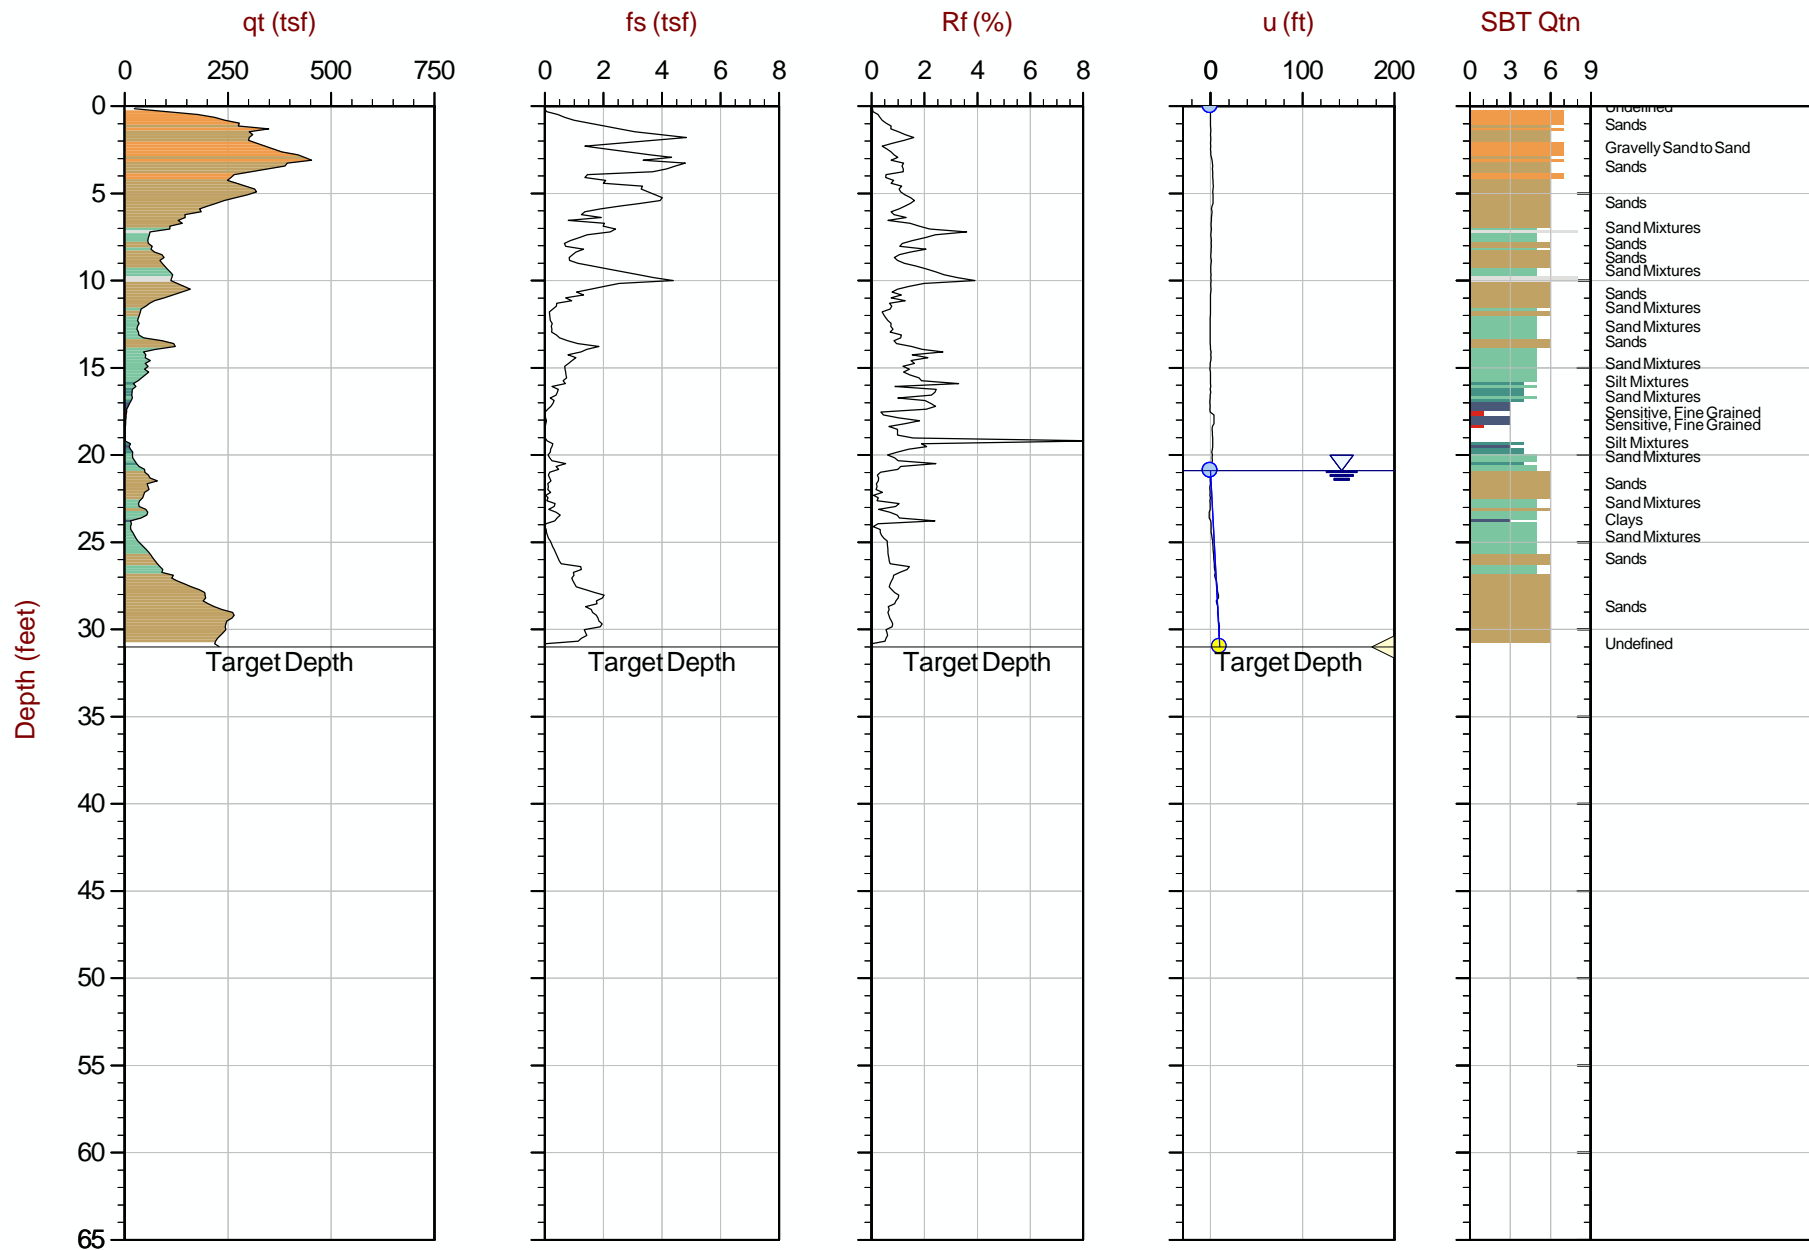 qt (tsf)
fs (tsf)
Rf (%)
u (ft)
SBT Qtn
0 250 500 750
0 2 4 6 8
0 2 4 6 8
0 100 200
0 3 6 9
Depth (feet)
0
5
10
15
20
25
30
35
40
45
50
55
60
65
Target Depth
Target Depth
Target Depth
Target Depth
Undefined
Sands
Gravelly Sand to Sand
Sands
Sands
Sand Mixtures
Sands
Sands
Sand Mixtures
Sands
Sand Mixtures
Sand Mixtures
Sands
Sand Mixtures
Silt Mixtures
Sand Mixtures
Sensitive, Fine Grained
Sensitive, Fine Grained
Silt Mixtures
Sand Mixtures
Sands
Sand Mixtures
Clays
Sand Mixtures
Sands
Sands
Undefined